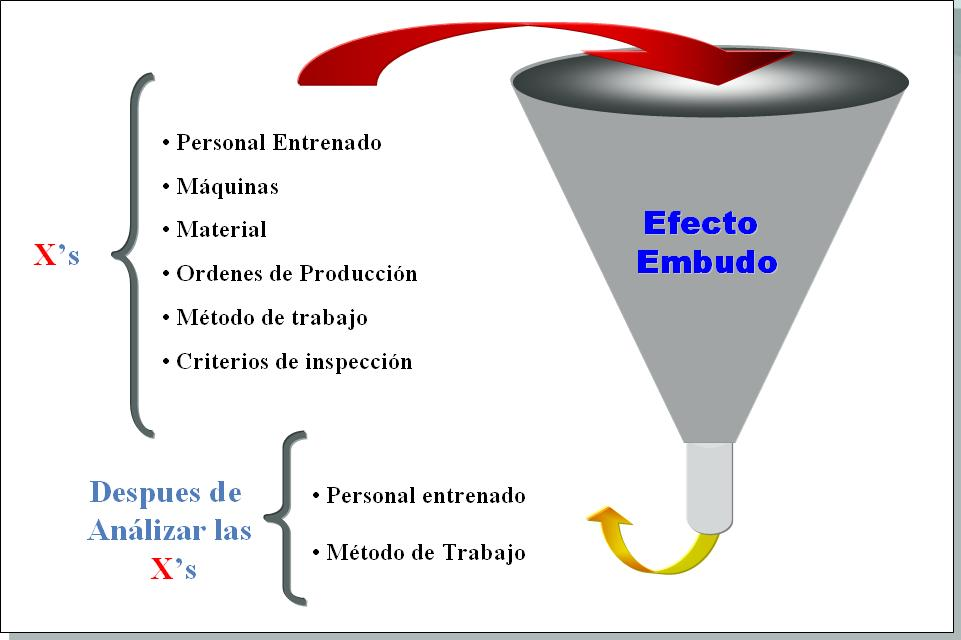 • Personal Entrenado
• Máquinas
• Material
• Ordenes de Producción
• Método de trabajo
• Criterios de inspección
X’s
Efecto
Embudo
Despues de
Análizar las
X’s
• Personal entrenado
• Método de Trabajo